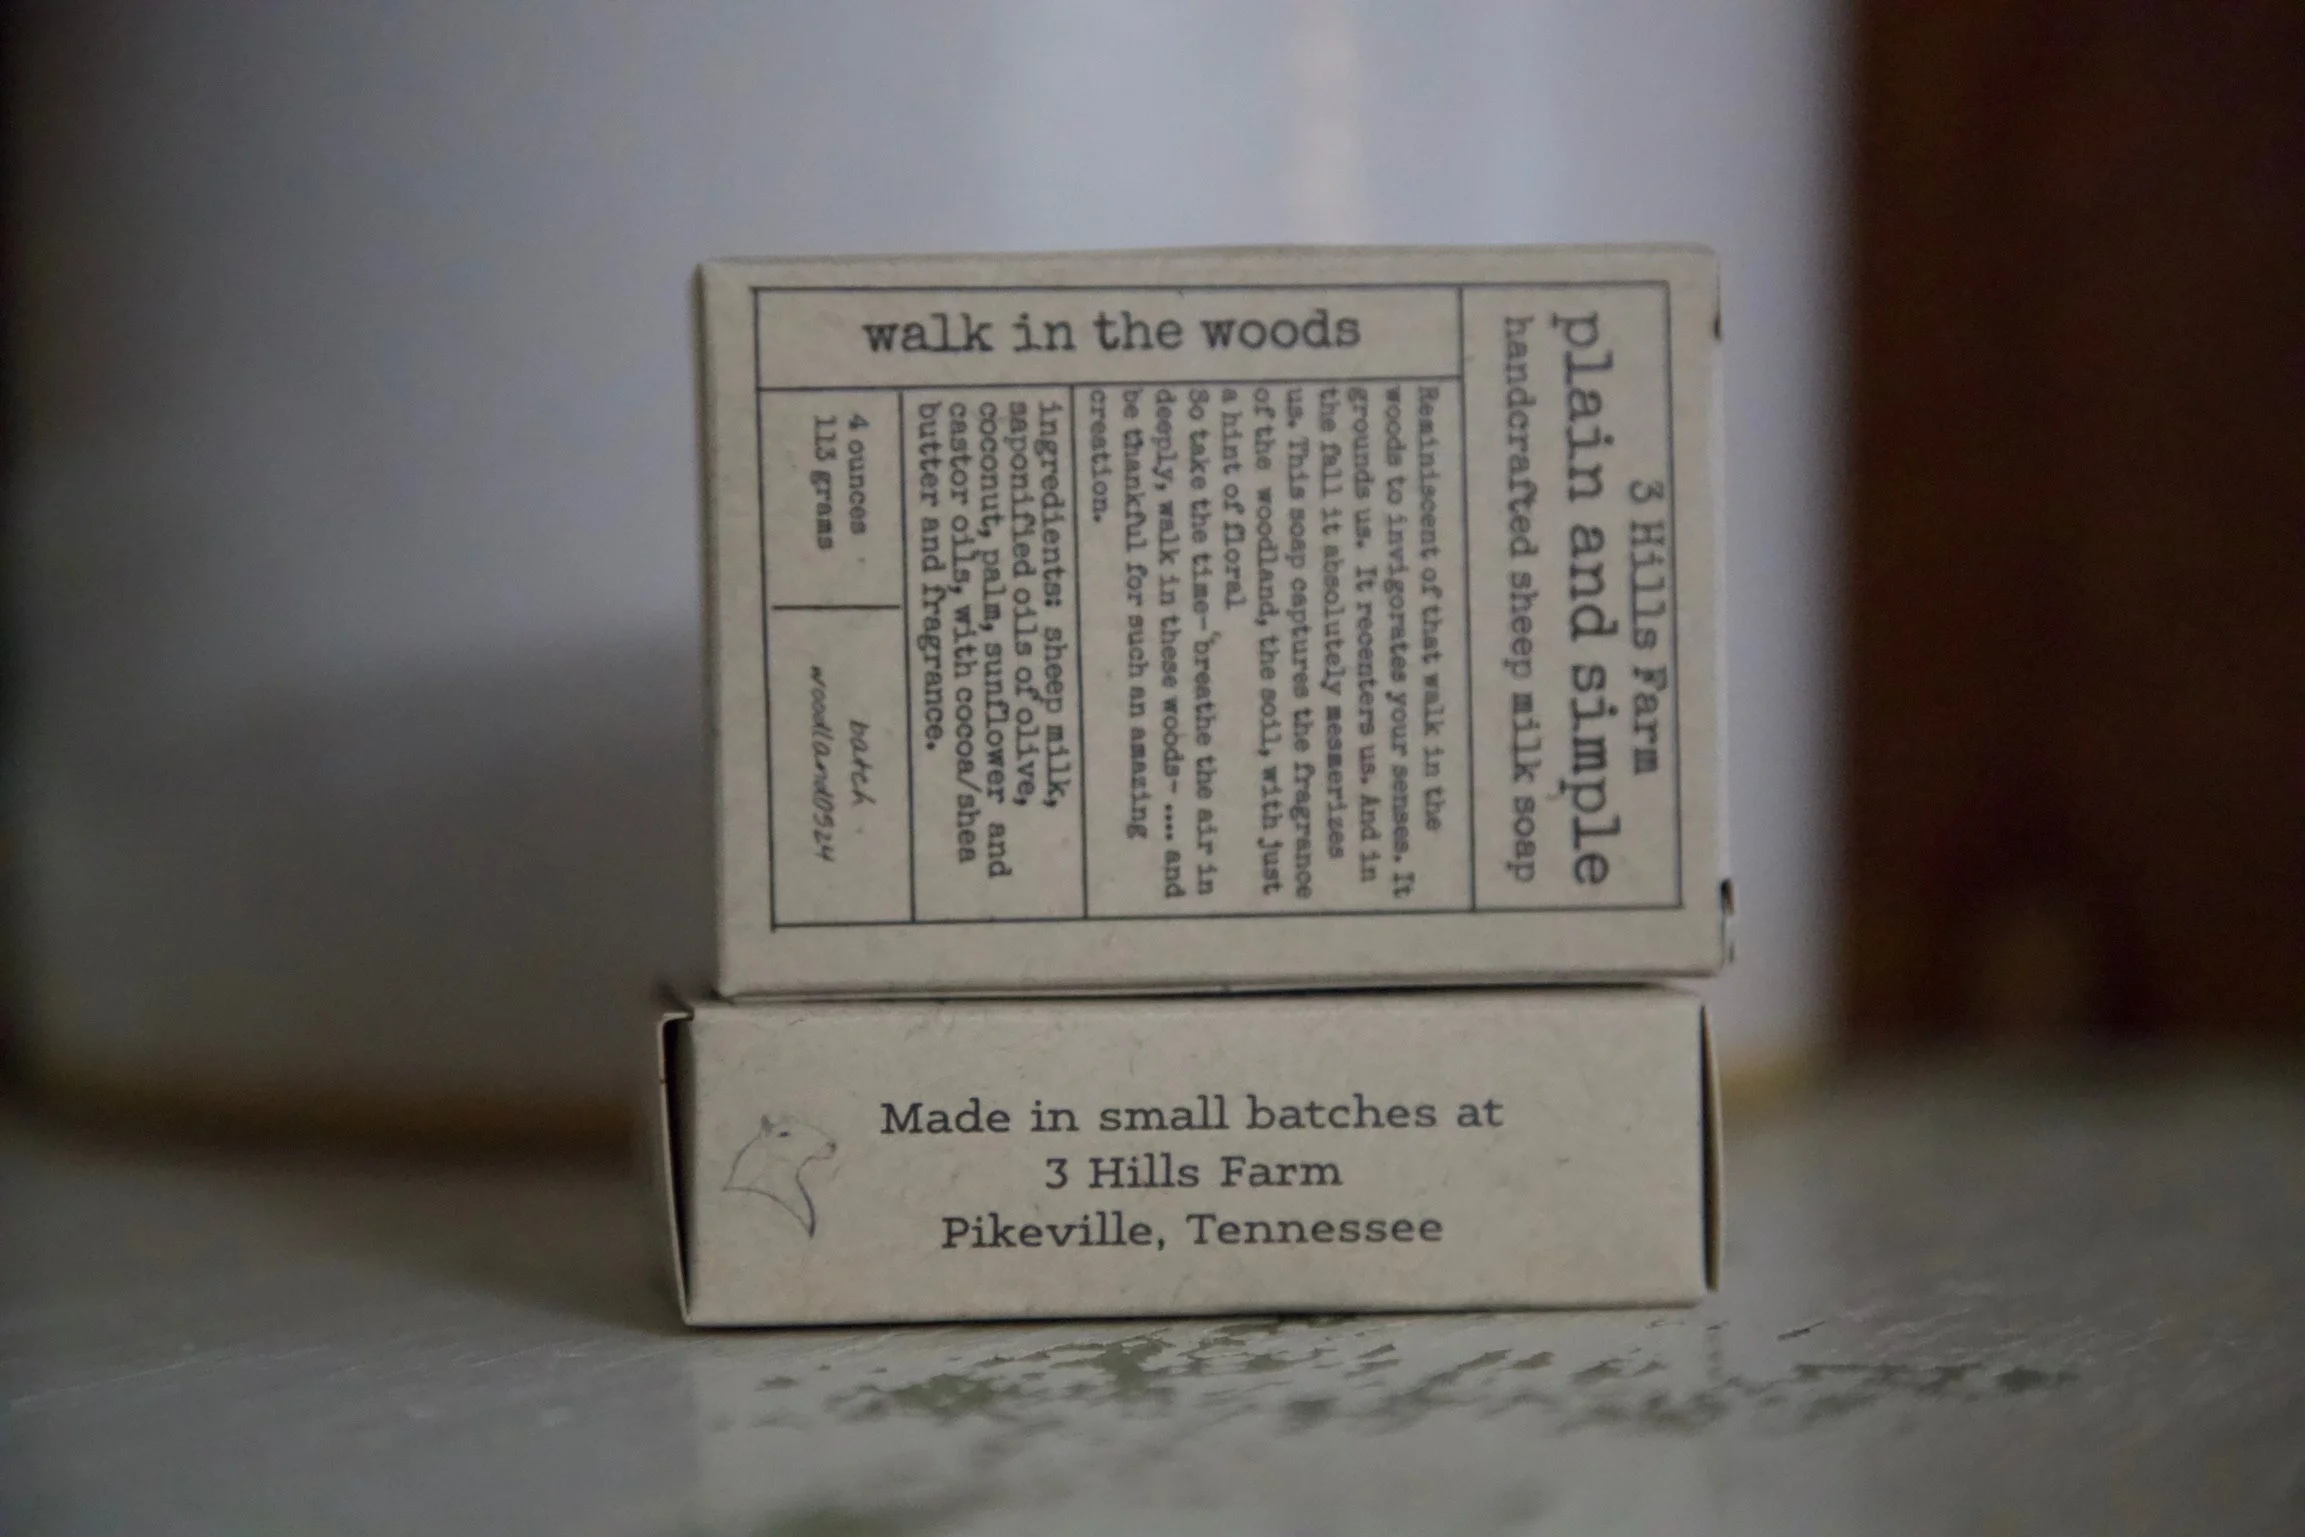 3 Hills Farm
plain and simple
handcrafted sheep milk soap
walk in the woods
Reminiscent of that walk in the
woods to invigorates your senses. It
grounds us. It recenters us. And in
the fall it absolutely mesmerizes
us. This soap captures the fragrance
of the woodland, the soil, with just
a hint of floral
So take the time- breathe the air in
deeply, walk in these woods- .... and
be thankful for such an amazing
creation.
ingredients: sheep milk,
saponified oils of olive,
coconut, palm, sunflower and
castor oils, with cocoa/shea
butter and fragrance.
4 ounces
113 grams
batch
woodland0924
Made in small batches at
3 Hills Farm
Pikeville, Tennessee